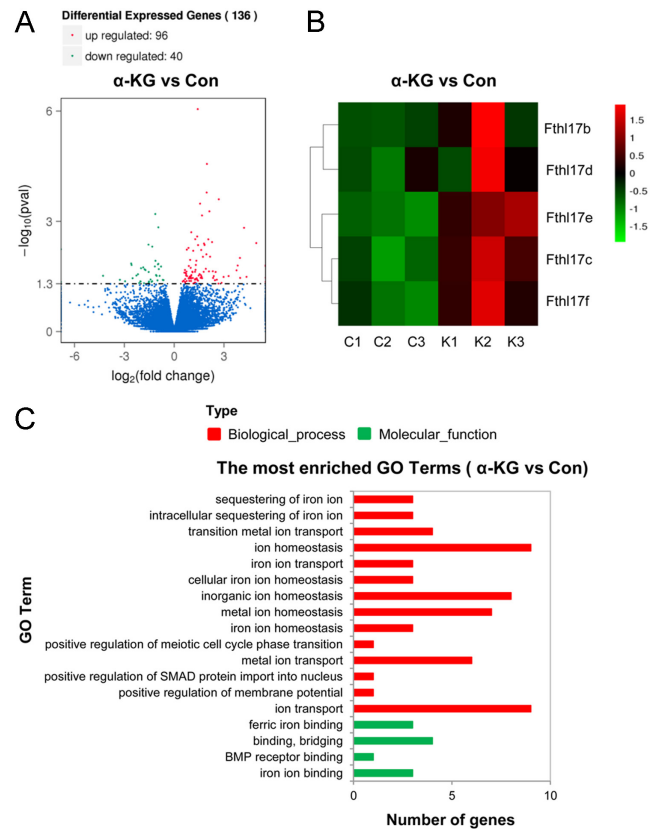 A
Differential Expressed Genes ( 136 )
up regulated: 96
down regulated: 40
α-KG vs Con
6
3
1.3
0
-6
-3
0
3
−log10(pval)
log2(fold change)
B
α-KG vs Con
Fthl17b
Fthl17d
Fthl17e
Fthl17c
Fthl17f
C1 C2 C3 K1 K2 K3
1.5
1
0.5
0
-0.5
-1
-1.5
C
Type
Biological_process
Molecular_function
The most enriched GO Terms ( α-KG vs Con)
GO Term
sequestering of iron ion
intracellular sequestering of iron ion
transition metal ion transport
ion homeostasis
iron ion transport
cellular iron ion homeostasis
inorganic ion homeostasis
metal ion homeostasis
iron ion homeostasis
positive regulation of meiotic cell cycle phase transition
metal ion transport
positive regulation of SMAD protein import into nucleus
positive regulation of membrane potential
ion transport
ferric iron binding
binding, bridging
BMP receptor binding
iron ion binding
0
5
10
Number of genes